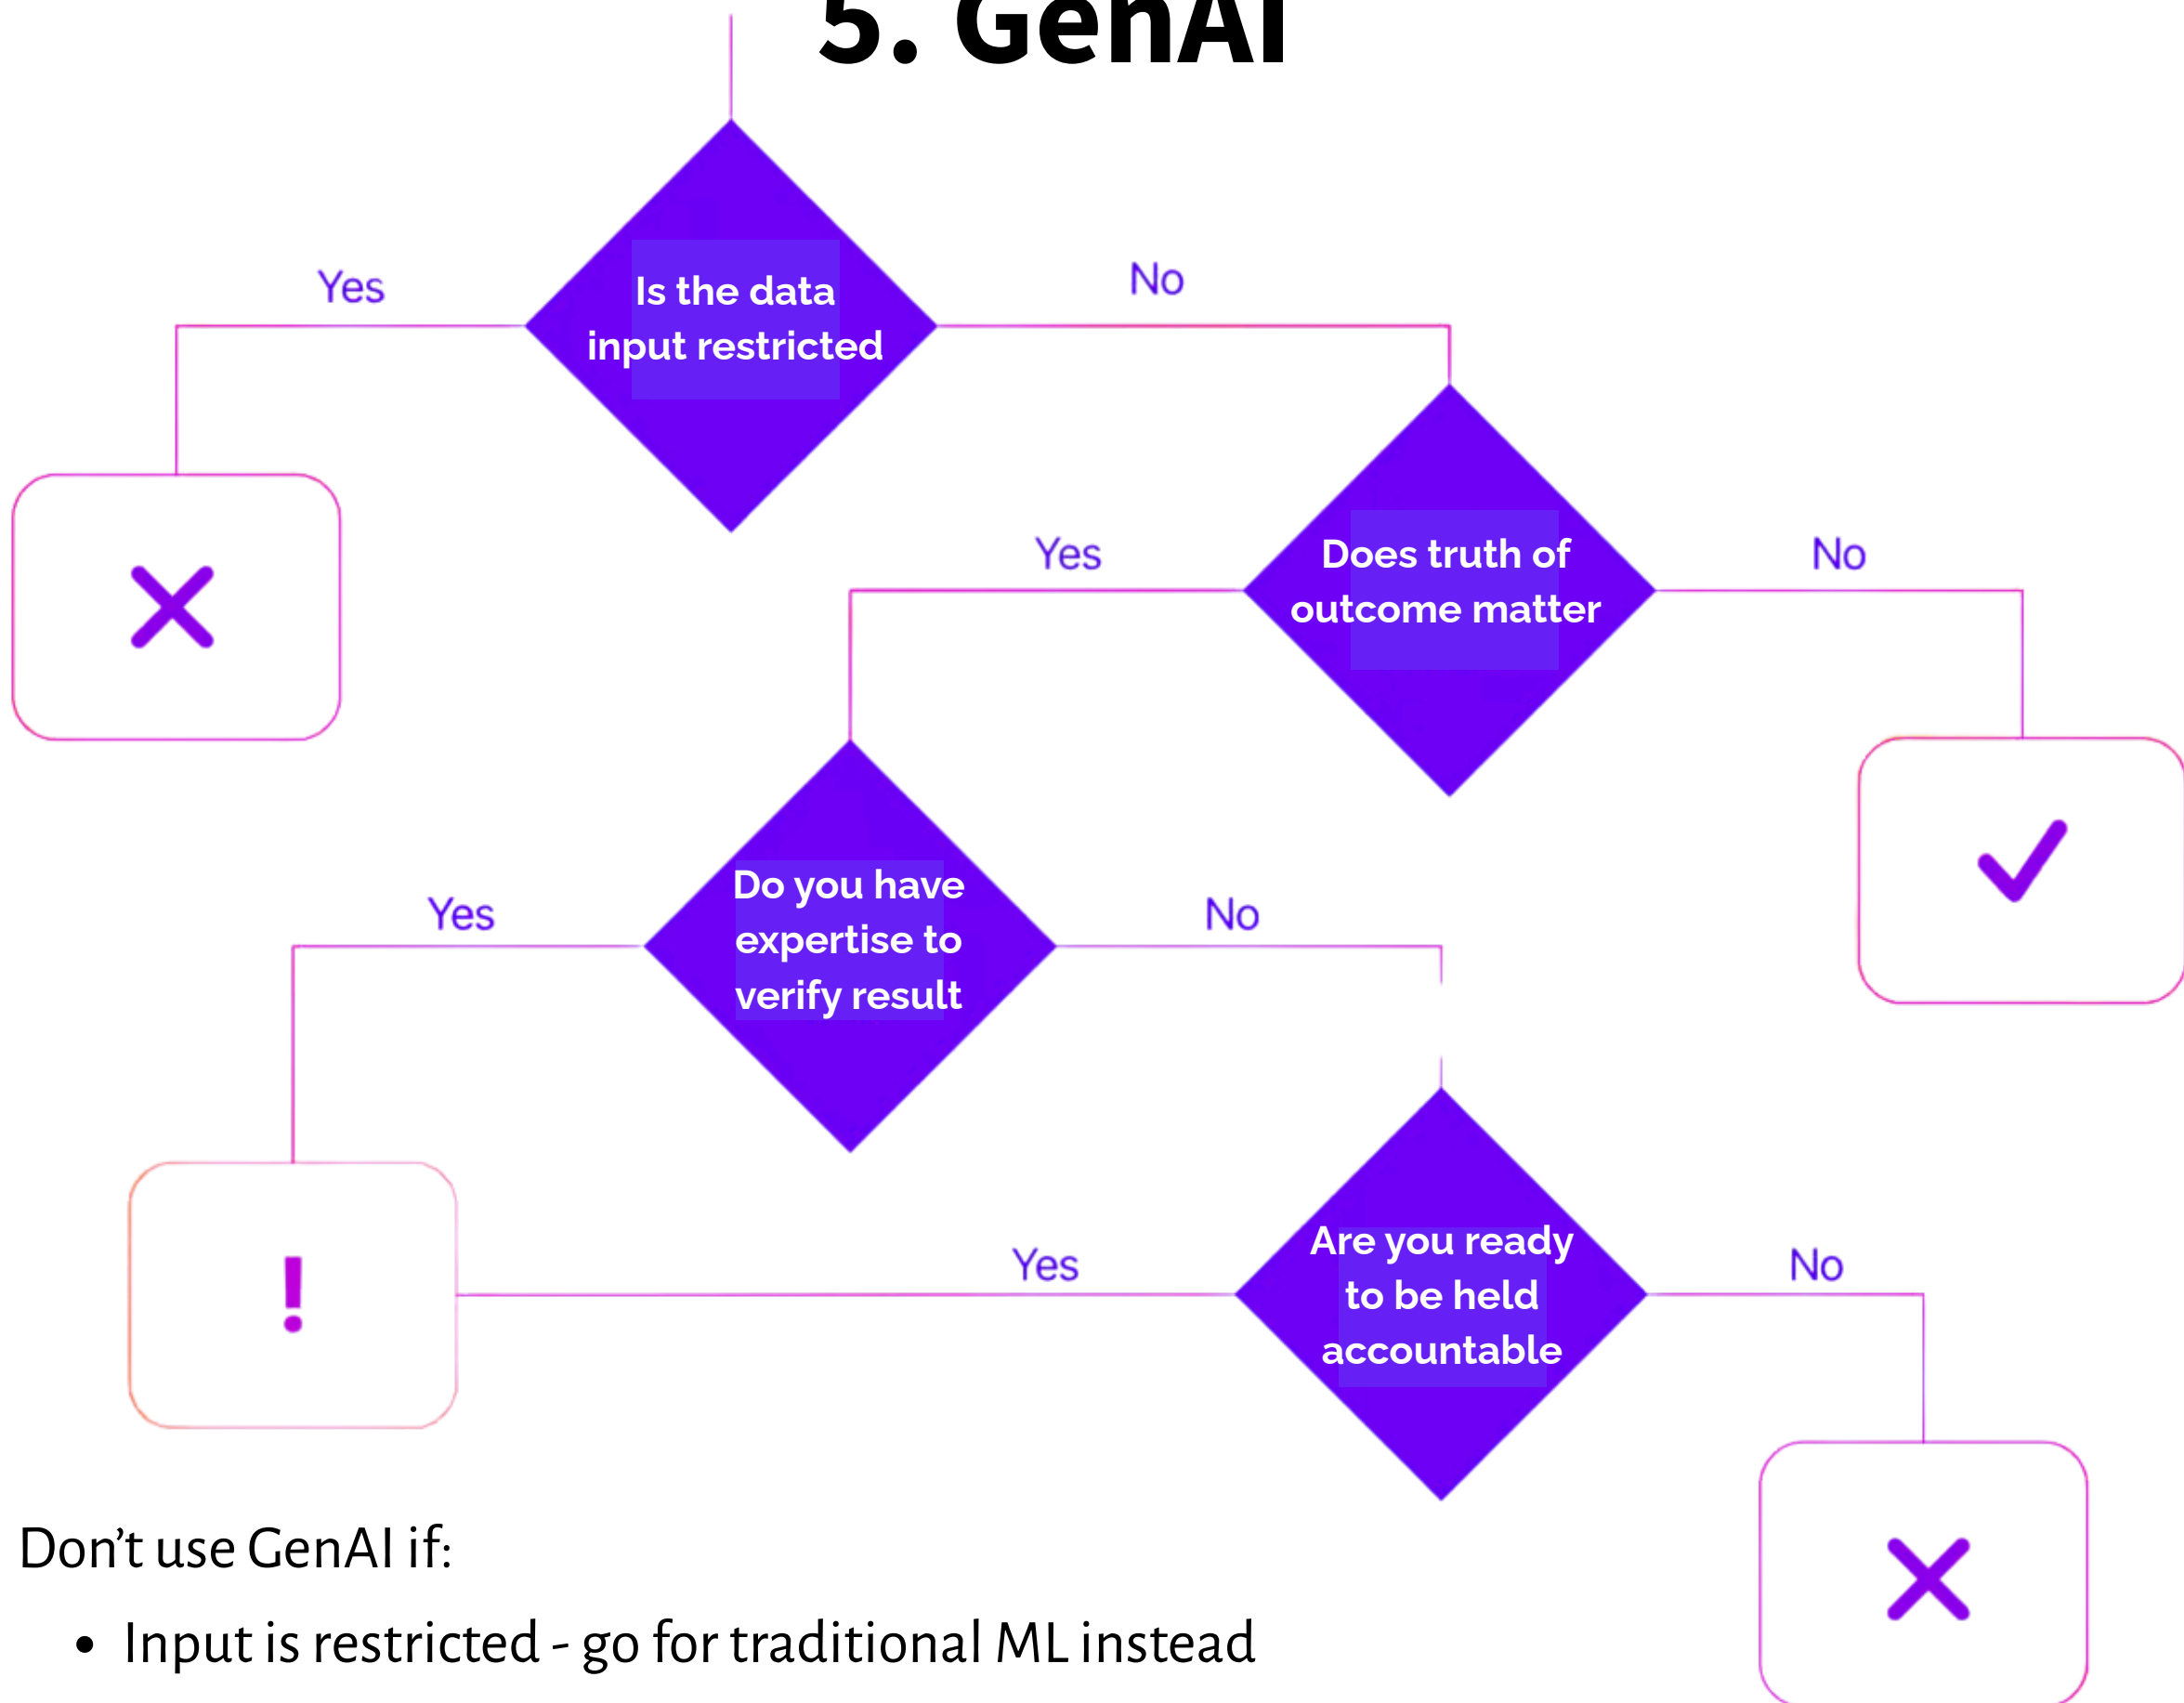 5. GenAI
Is the data
input restricted
Yes
No
Does truth of
outcome matter
Yes
No
Do you have
expertise to
verify result
Yes
No
Are you ready
to be held
accountable
Yes
No
!
Don't use GenAI if:
• Input is restricted - go for traditional ML instead